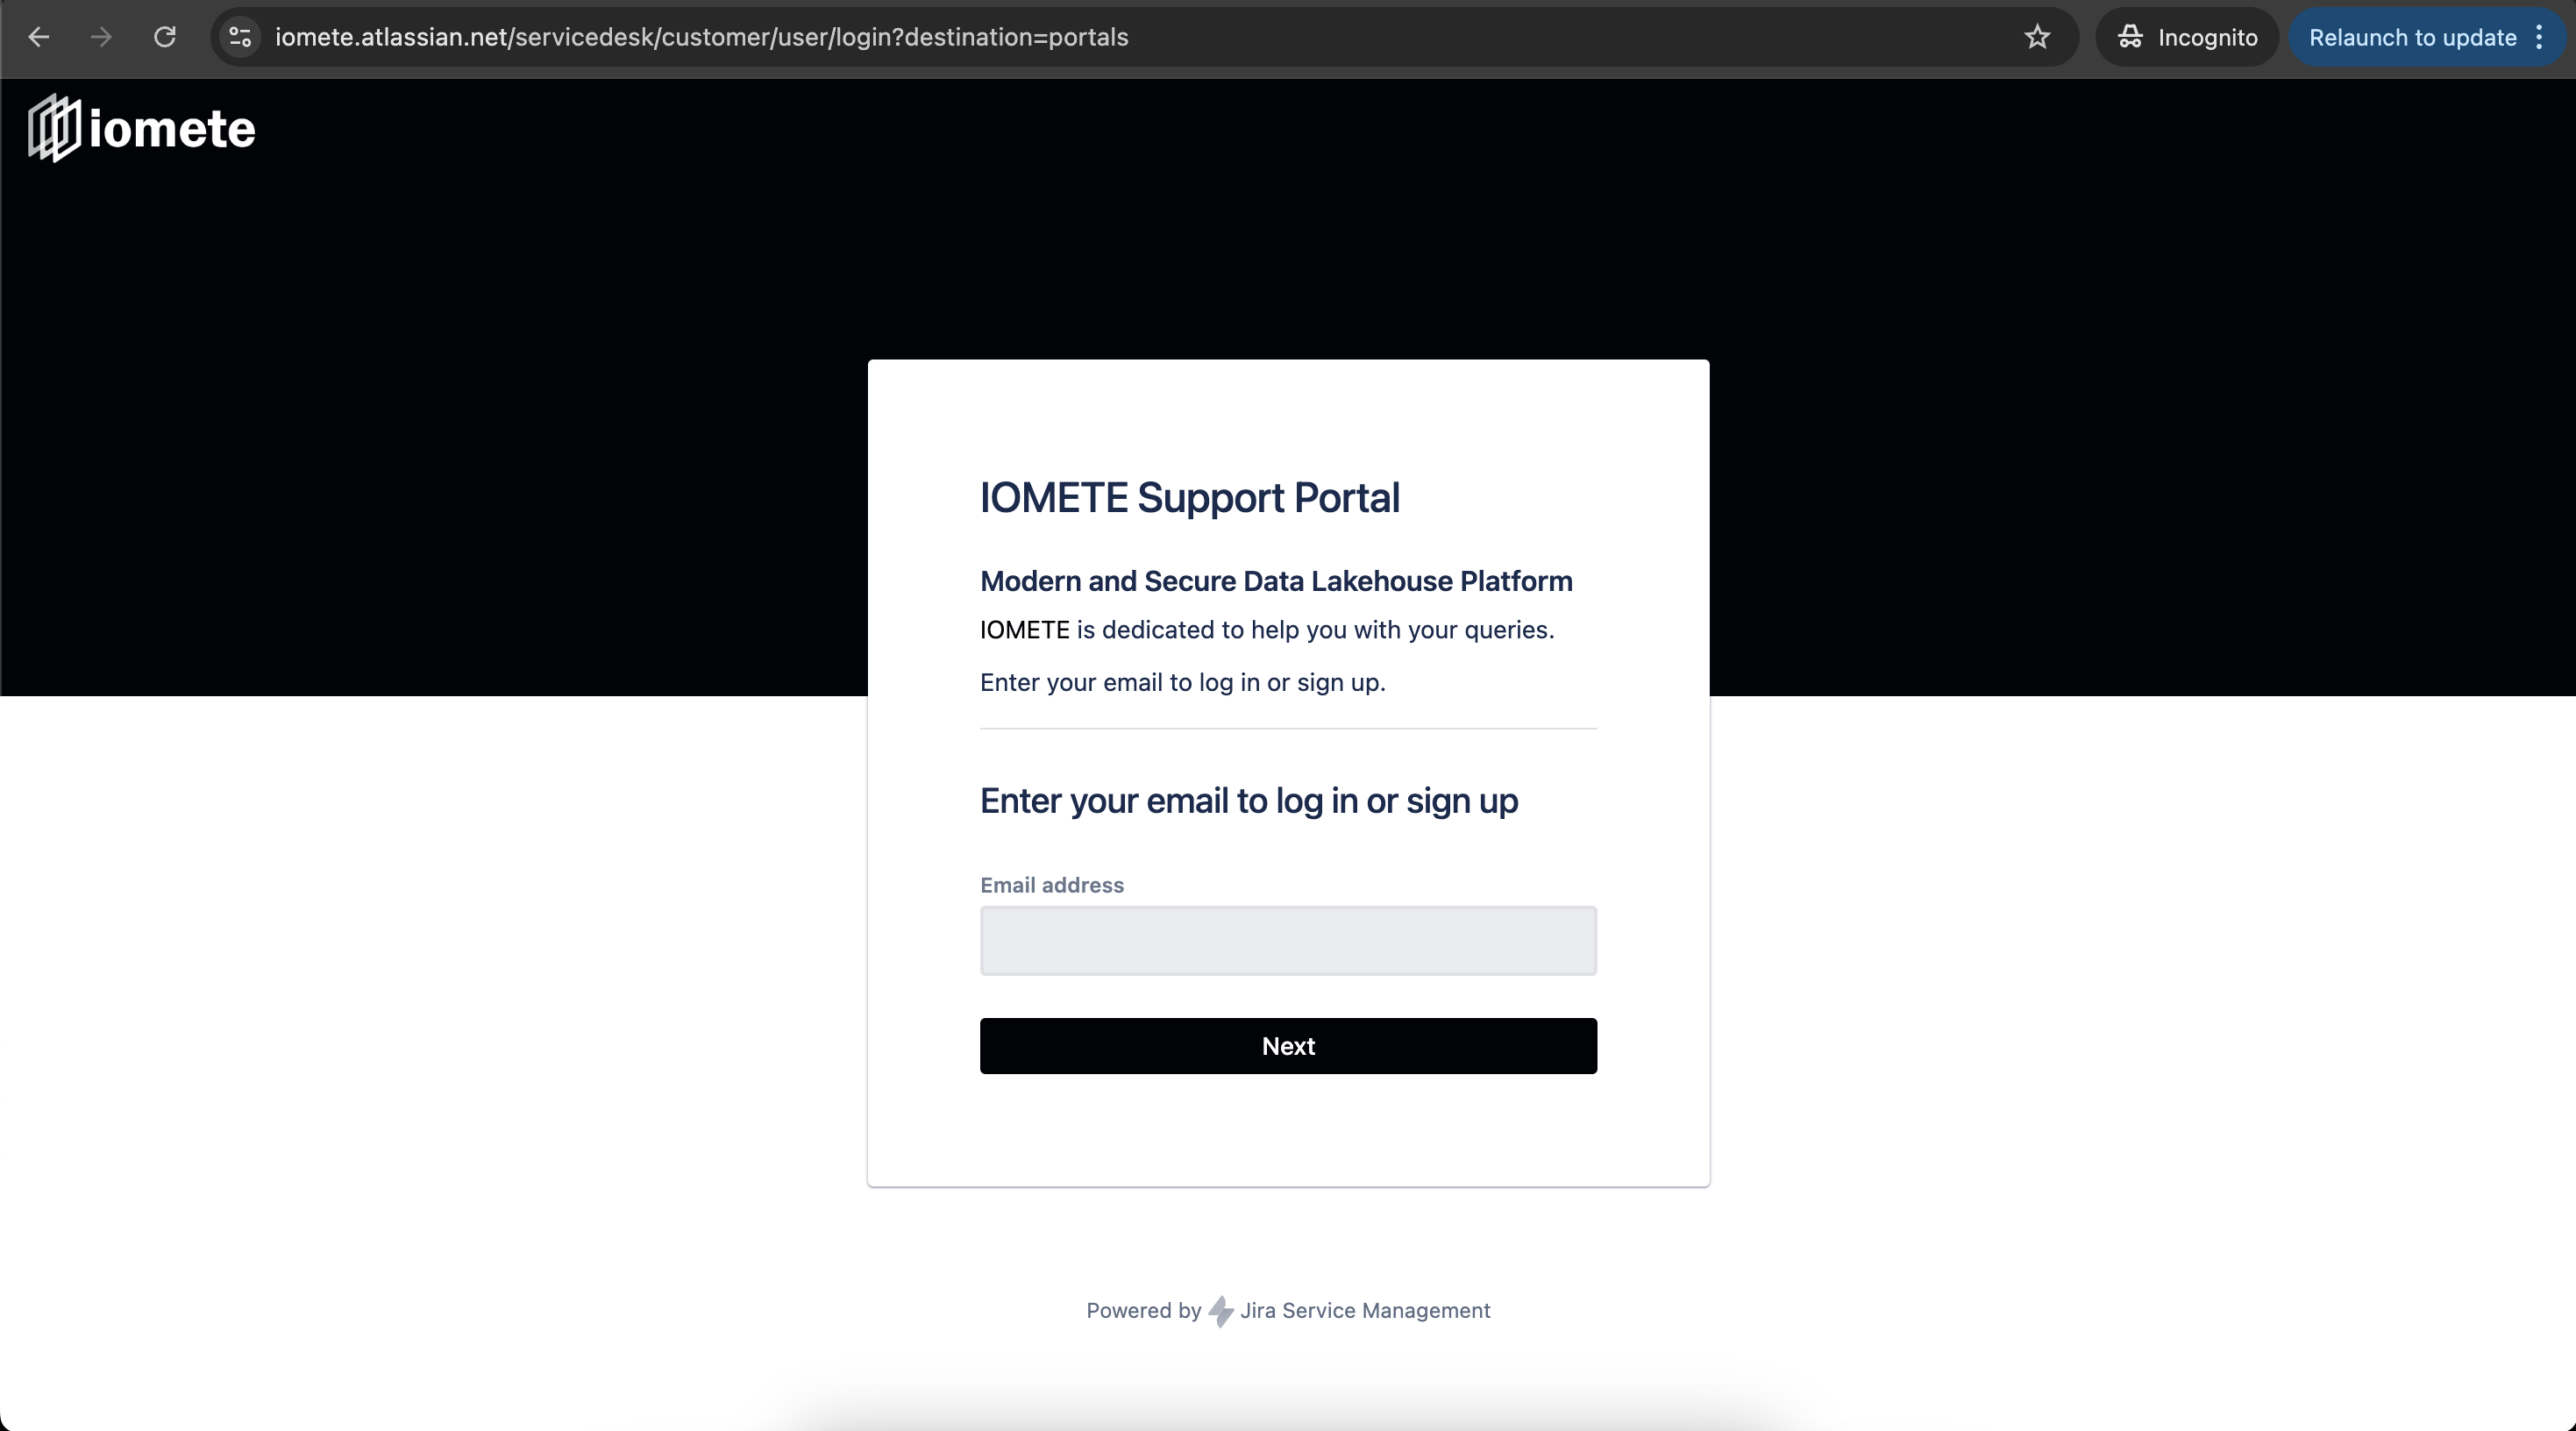 iomete.atlassian.net/servicedesk/customer/user/login?destination=portals
Incognito
Relaunch to update
iomete
IOMETE Support Portal
Modern and Secure Data Lakehouse Platform
IOMETE is dedicated to help you with your queries.
Enter your email to log in or sign up.
Enter your email to log in or sign up
Email address
Next
Powered by Jira Service Management